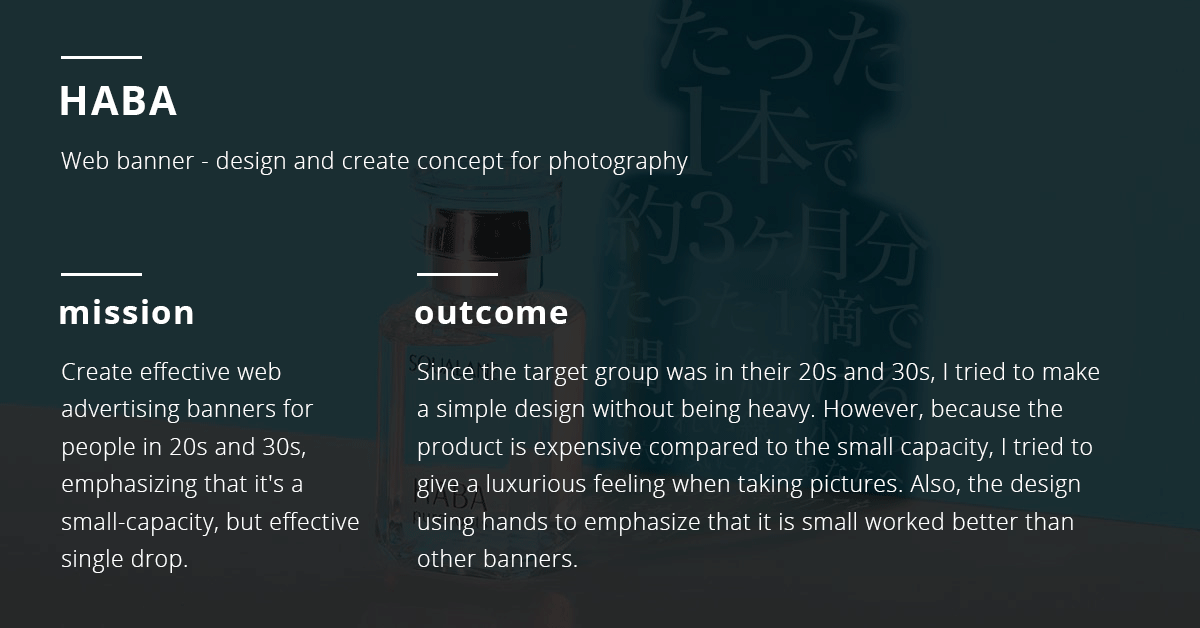 HABA
Web banner - design and create concept for photography
mission
Create effective web
advertising banners for
people in 20s and 30s,
emphasizing that it's a
small-capacity, but effective
single drop.
outcome
Since the target group was in their 20s and 30s, I tried to make
a simple design without being heavy. However, because the
product is expensive compared to the small capacity, I tried to
give a luxurious feeling when taking pictures. Also, the design
using hands to emphasize that it is small worked better than
other banners.
たった
1本で
約3ヶ月分
たった1滴で
潤
HABA